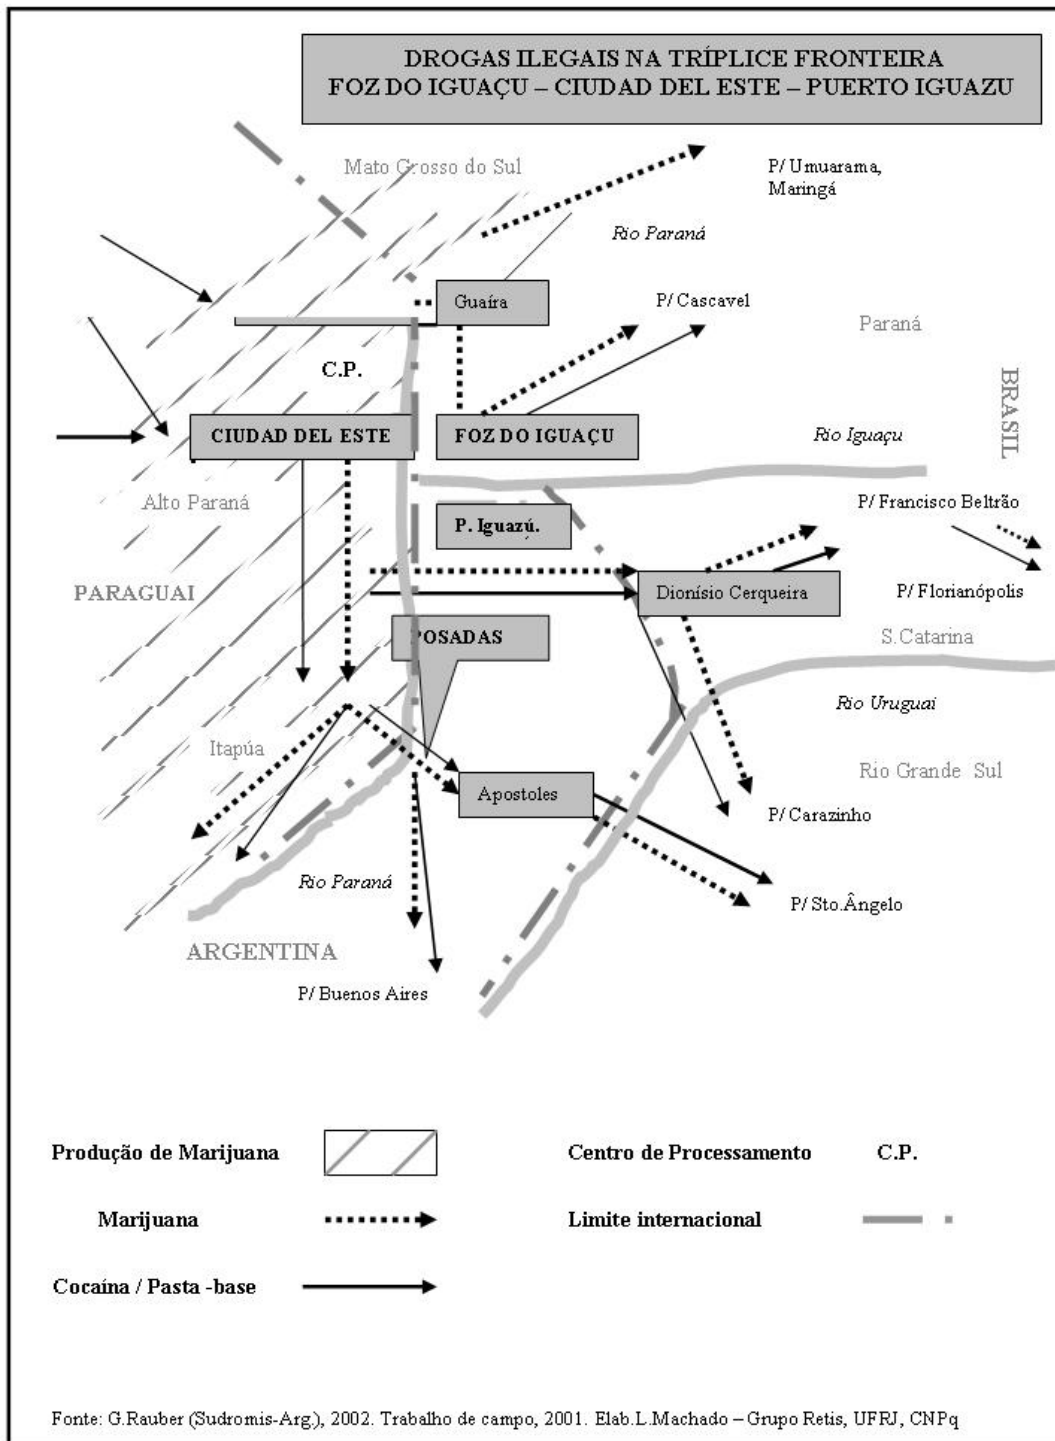 DROGAS ILEGAIS NA TRÍPLICE FRONTEIRA
FOZ DO IGUAÇU – CIUDAD DEL ESTE – PUERTO IGUAZU
Mato Grosso do Sul
P/ Umuarama,
Maringá
Rio Paraná
Guaíra
P/ Cascavel
Paraná
C.P.
BRASIL
CIUDAD DEL ESTE
FOZ DO IGUAÇU
Rio Iguaçu
Alto Paraná
P/ Francisco Beltrão
P. Iguazú.
PARAGUAI
Dionísio Cerqueira
P/ Florianópolis
POSADAS
S.Catarina
Rio Uruguai
Itapúa
Rio Grande Sul
Apostoles
P/ Carazinho
Rio Paraná
P/ Sto.Ângelo
ARGENTINA
P/ Buenos Aires
Produção de Marijuana
Centro de Processamento C.P.
Marijuana
Limite internacional
Cocaína / Pasta -base
Fonte: G.Rauber (Sudromis-Arg.), 2002. Trabalho de campo, 2001. Elab.L.Machado – Grupo Retis, UFRJ, CNPq